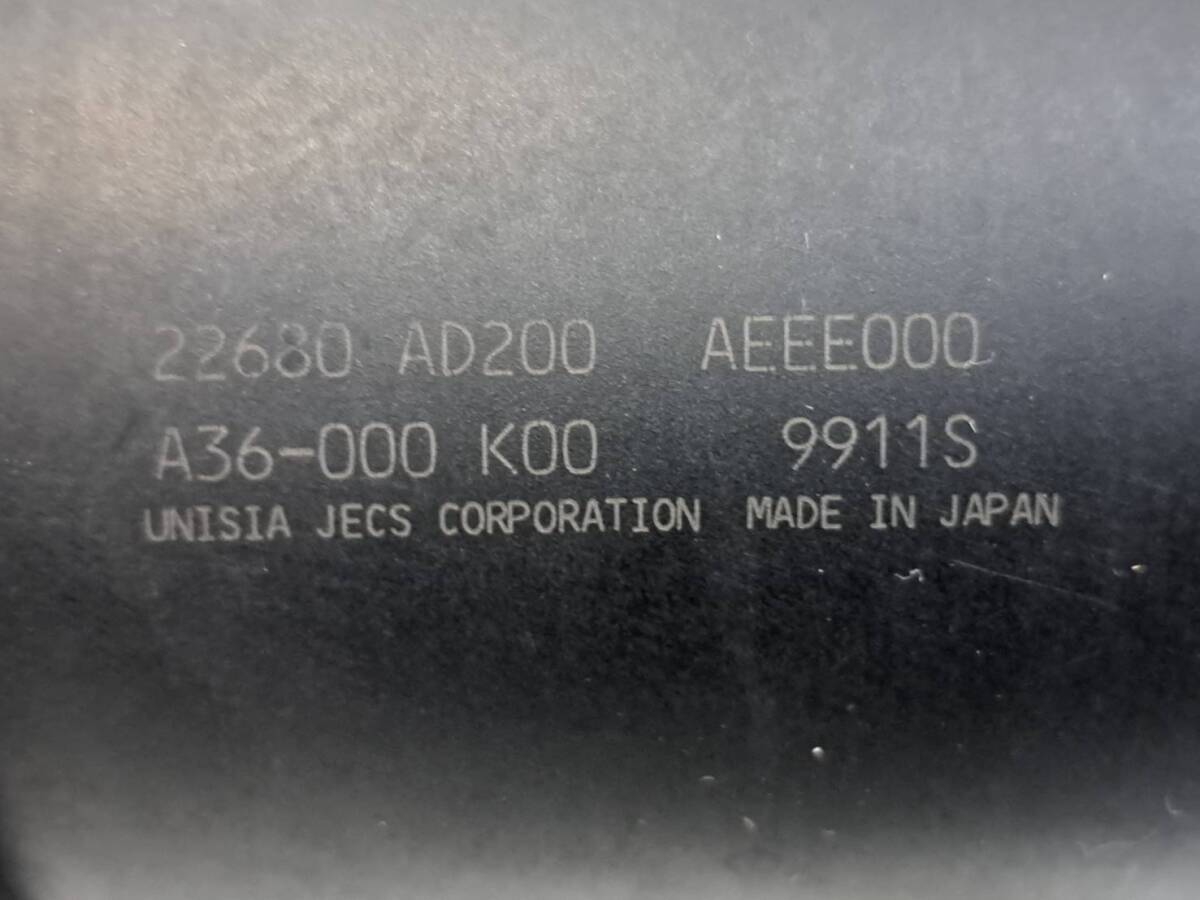 22680 AD200 AEEE000
A36-000 K00 9911S
UNISIA JECS CORPORATION MADE IN JAPAN